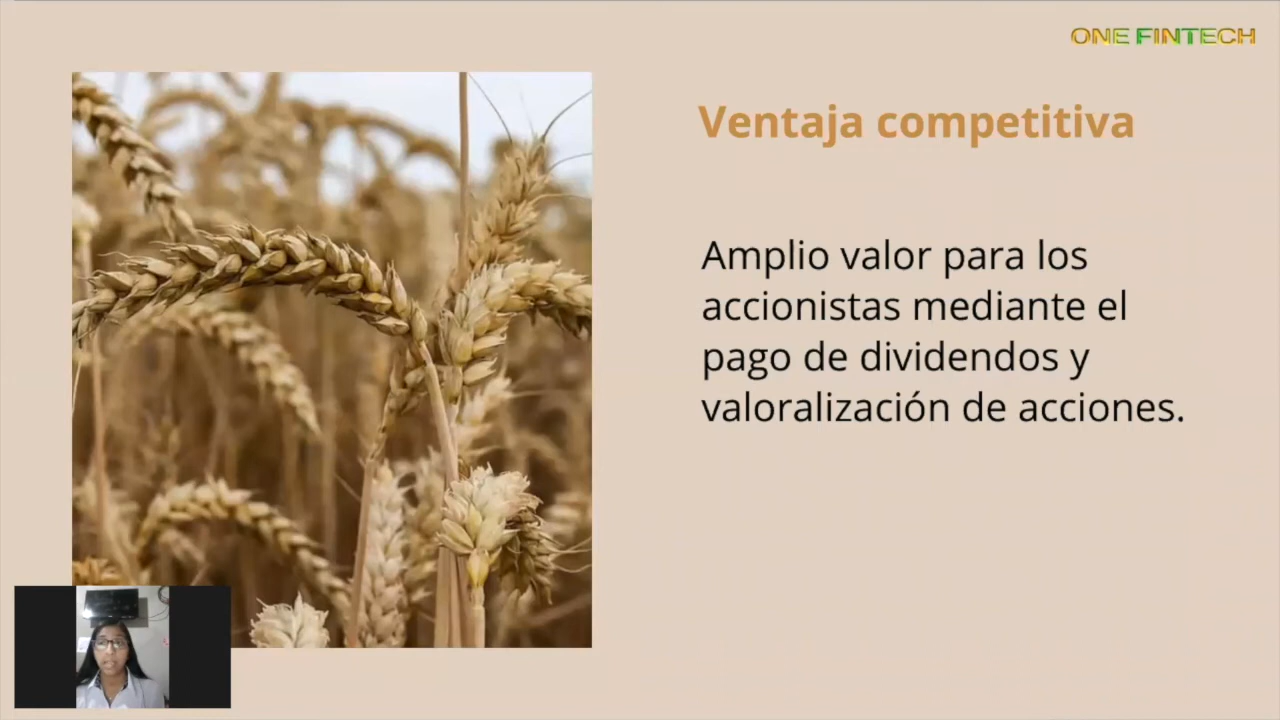 ONE FINTECH
Ventaja competitiva
Amplio valor para los
accionistas mediante el
pago de dividendos y
valoralización de acciones.